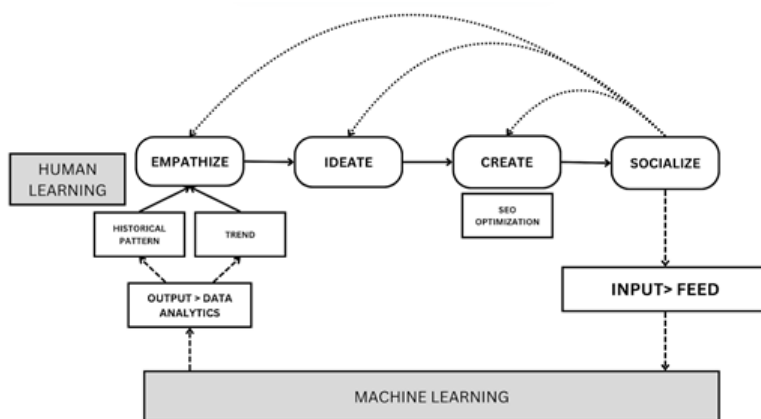 EMPATHIZE
IDEATE
CREATE
SOCIALIZE
HUMAN
LEARNING
HISTORICAL
PATTERN
TREND
SEO
OPTIMIZATION
OUTPUT > DATA
ANALYTICS
INPUT> FEED
MACHINE LEARNING